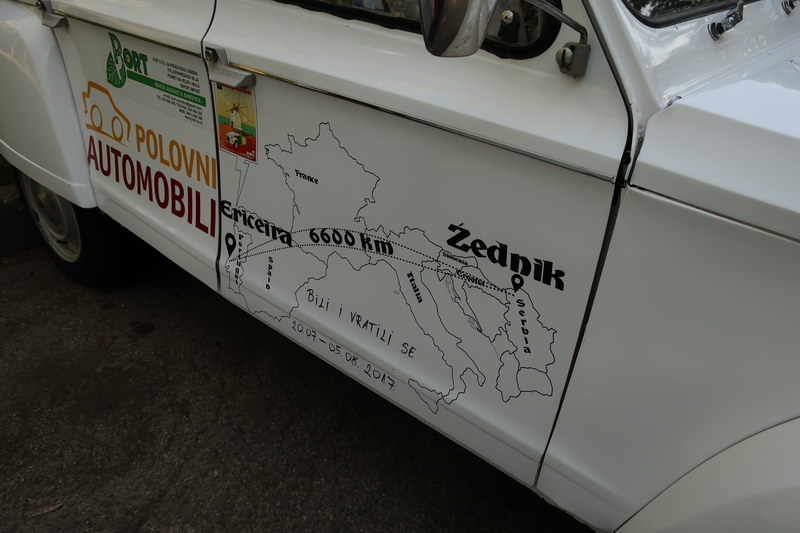 PORT
POLOVNI
AUTOMOBILI
France
Ericeira
6600 km
Žednik
Portugal
Spain
Italia
Serbia
BILI I VRATILI SE
20.07-05.08.2017.